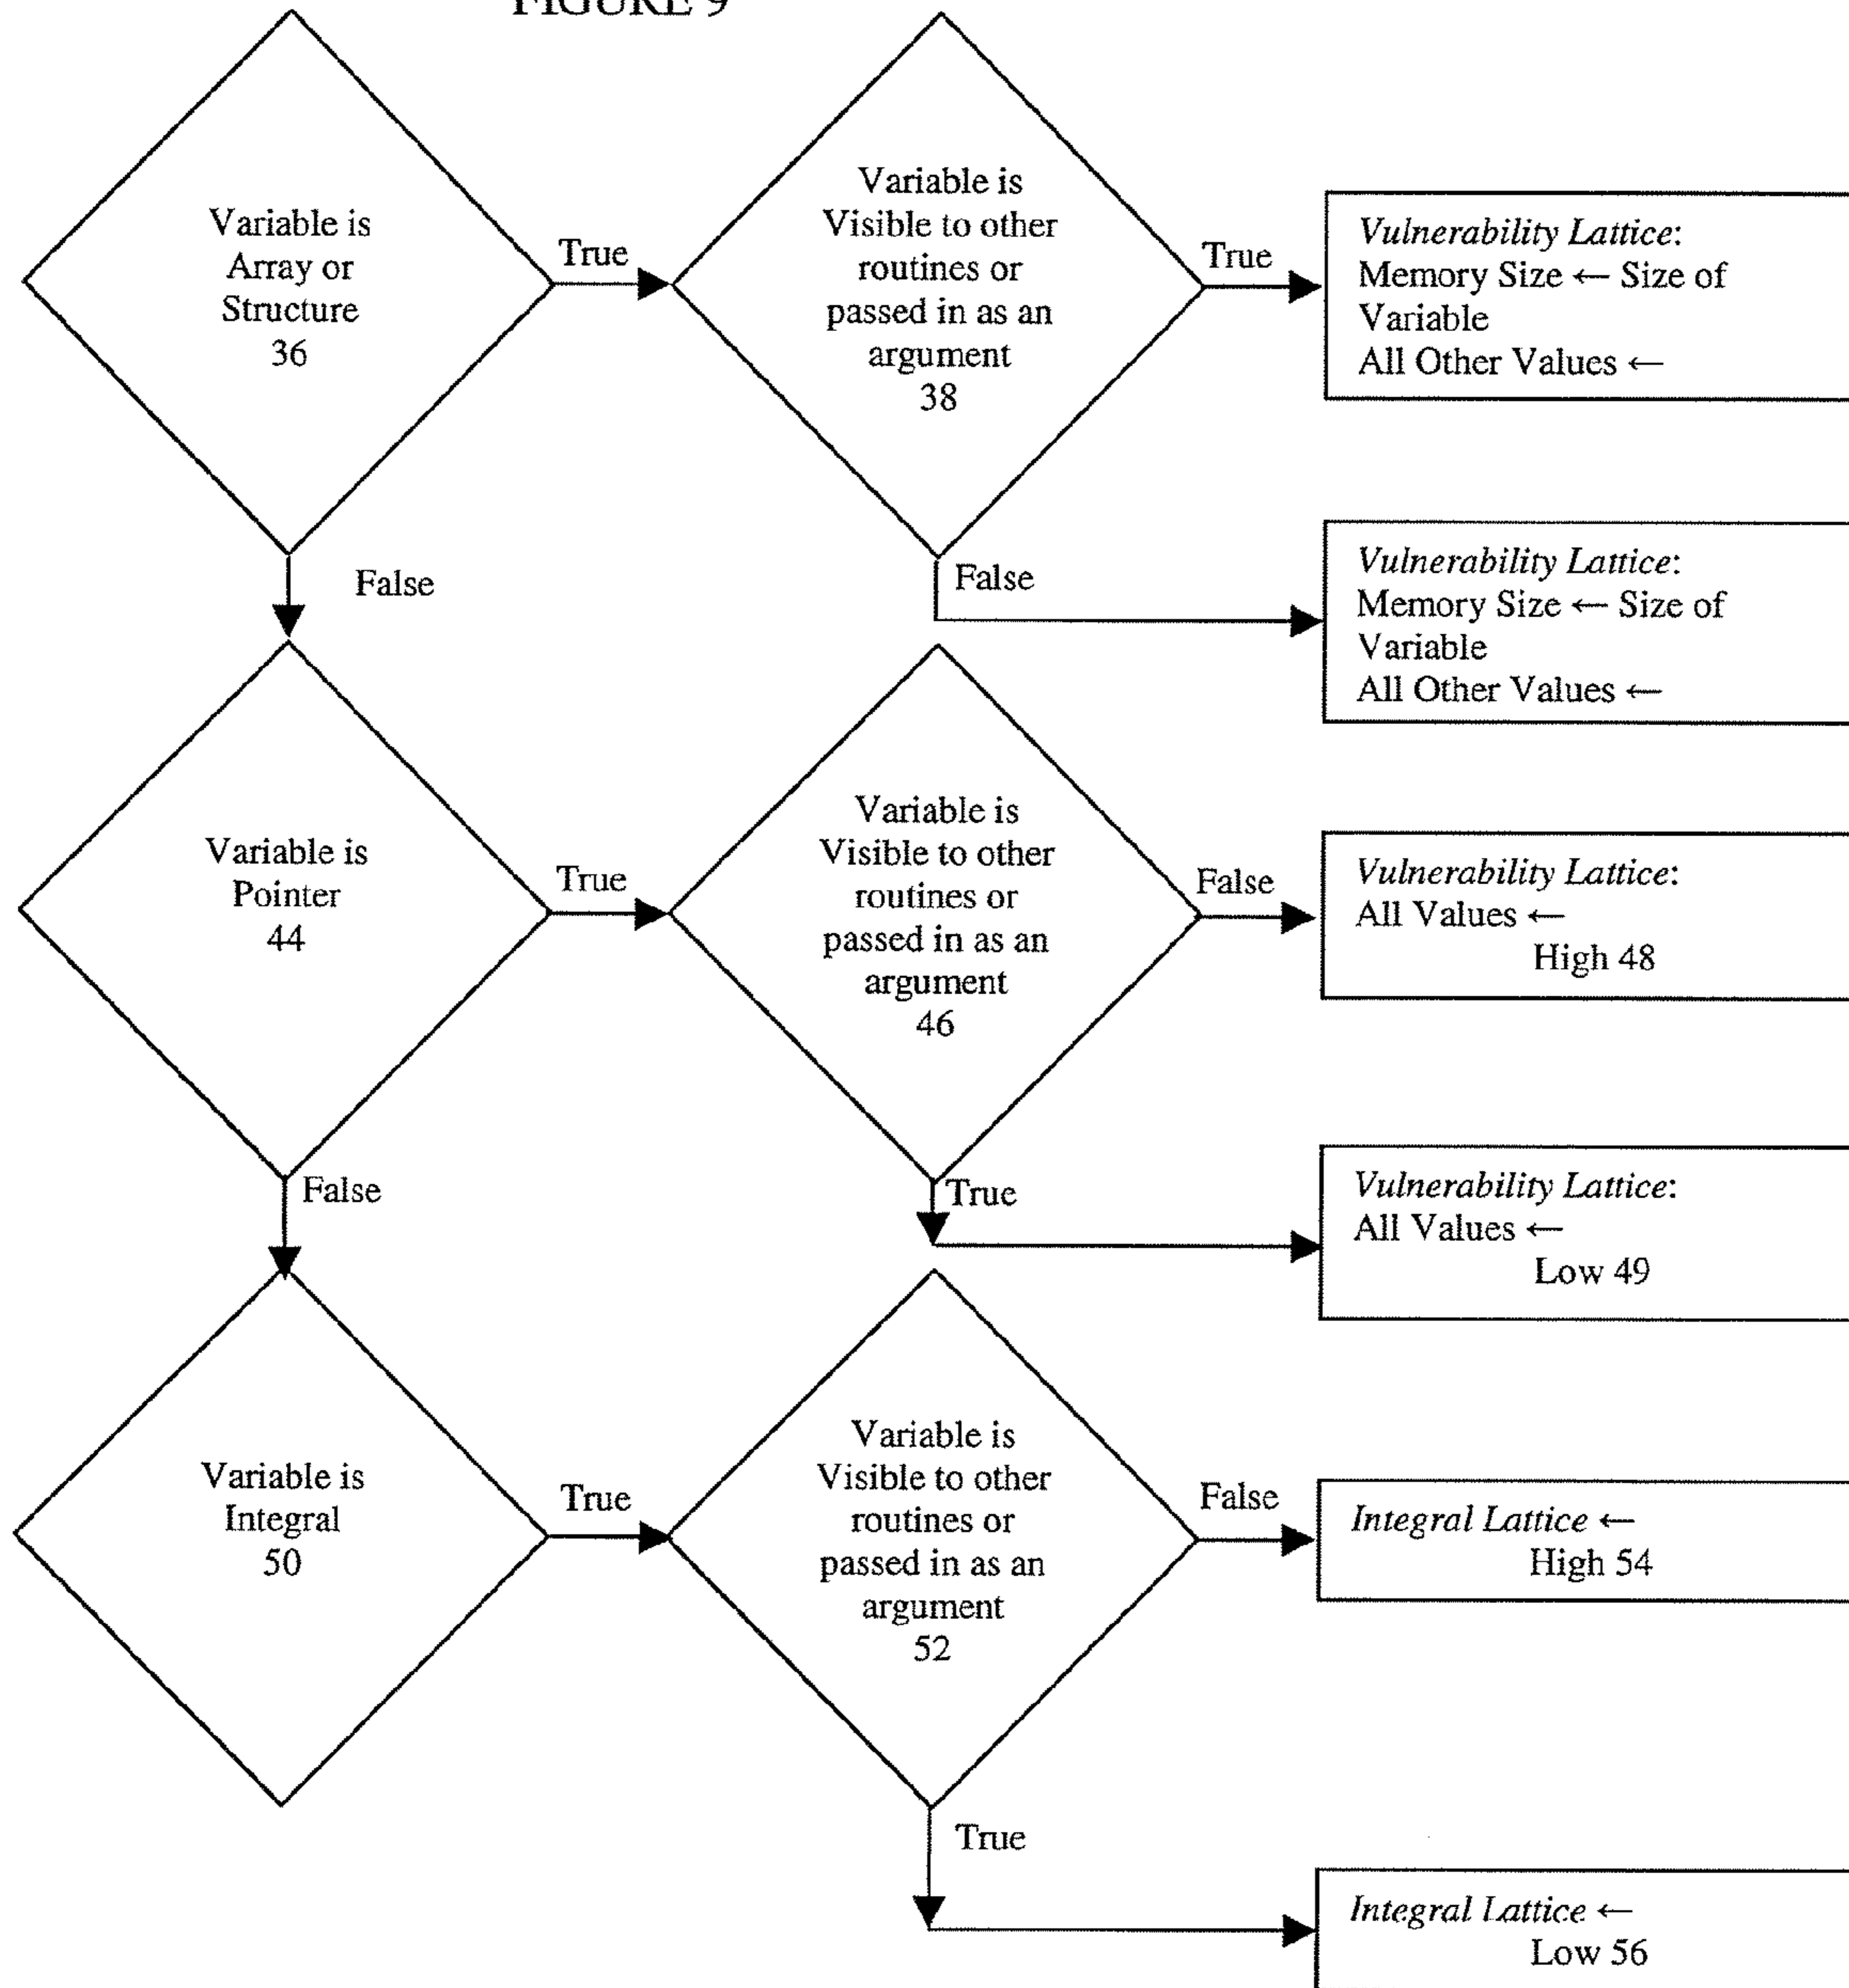 FIGURE 9
Variable is
Array or
Structure
36
True
Variable is
Visible to other
routines or
passed in as an
argument
38
True
Vulnerability Lattice:
Memory Size ← Size of
Variable
All Other Values ←
False
False
Vulnerability Lattice:
Memory Size ← Size of
Variable
All Other Values ←
Variable is
Pointer
44
True
Variable is
Visible to other
routines or
passed in as an
argument
46
False
Vulnerability Lattice:
All Values ←
High 48
False
True
Vulnerability Lattice:
All Values ←
Low 49
Variable is
Integral
50
True
Variable is
Visible to other
routines or
passed in as an
argument
52
False
Integral Lattice ←
High 54
True
Integral Lattice ←
Low 56